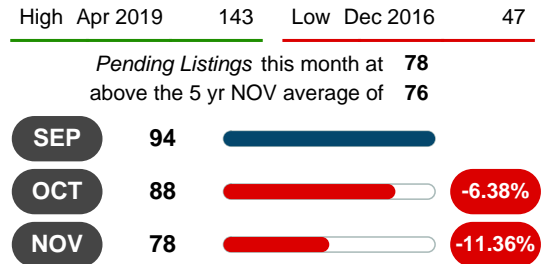 High Apr 2019 143 Low Dec 2016 47
Pending Listings this month at 78
above the 5 yr NOV average of 76
SEP 94
OCT 88 -6.38%
NOV 78 -11.36%